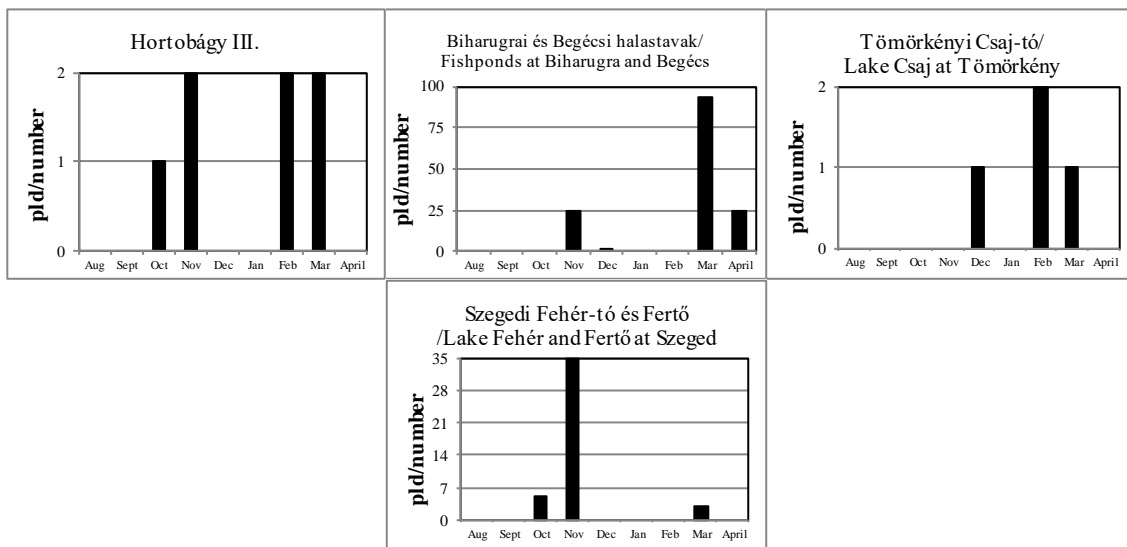 Hortobágy III.
pld/number
2
1
0
Aug Sept Oct Nov Dec Jan Feb Mar April
Biharugrai és Begécsi halastavak/
Fishponds at Biharugra and Begécs
pld/number
100
75
50
25
0
Aug Sept Oct Nov Dec Jan Feb Mar April
Tömörkényi Csaj-tó/
Lake Csaj at Tömörkény
pld/number
2
1
0
Aug Sept Oct Nov Dec Jan Feb Mar April
Szegedi Fehér-tó és Fertő
/Lake Fehér and Fertő at Szeged
pld/number
35
28
21
14
7
0
Aug Sept Oct Nov Dec Jan Feb Mar April